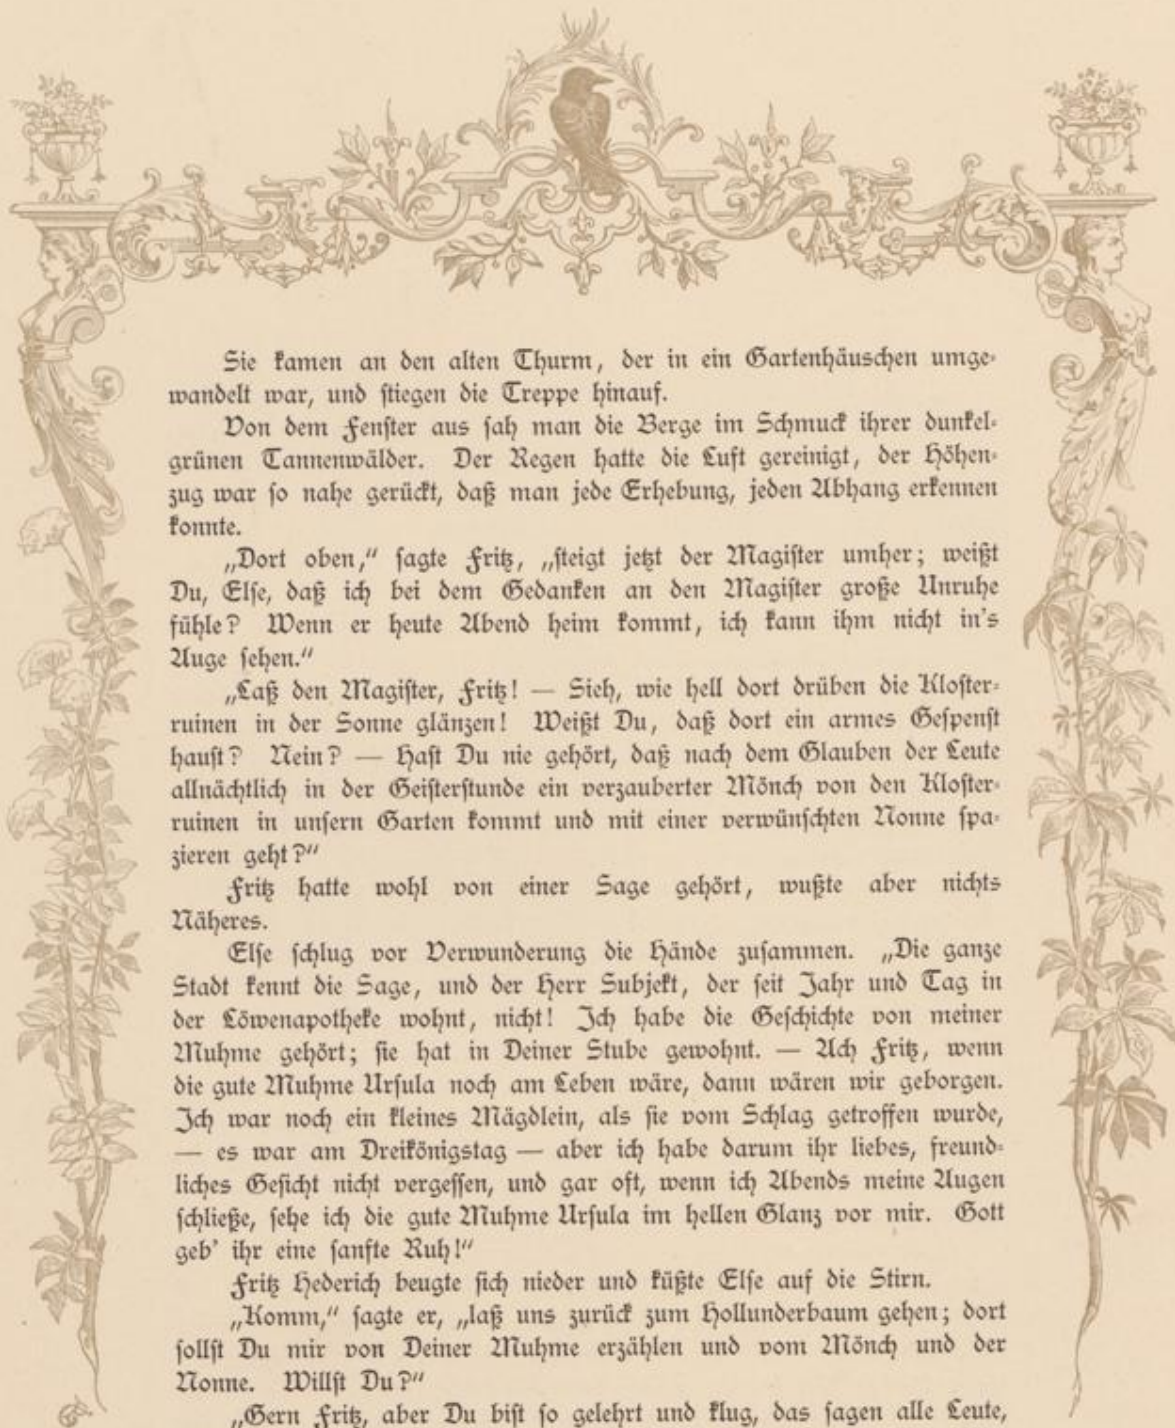 Sie kamen an den alten Thurm, der in ein Gartenhäuschen umge-
wandelt war, und stiegen die Treppe hinauf.
Von dem Fenster aus sah man die Berge im Schmuck ihrer dunkel-
grünen Tannenwälder. Der Regen hatte die Luft gereinigt, der Höhen-
zug war so nahe gerückt, daß man jede Erhebung, jeden Abhang erkennen
konnte.
„Dort oben,“ sagte Fritz, „steigt jetzt der Magister umher; weißt
Du, Else, daß ich bei dem Gedanken an den Magister große Unruhe
fühle? Wenn er heute Abend heim kommt, ich kann ihm nicht in's
Auge sehen.“
„Laß den Magister, Fritz! — Sieh, wie hell dort drüben die Kloster-
ruinen in der Sonne glänzen! Weißt Du, daß dort ein armes Gespenst
haust? Nein? — Hast Du nie gehört, daß nach dem Glauben der Leute
allnächtlich in der Geisterstunde ein verzauberter Mönch von den Kloster-
ruinen in unsern Garten kommt und mit einer verwünschten Nonne spa-
zieren geht?“
Fritz hatte wohl von einer Sage gehört, wußte aber nichts
Näheres.
Else schlug vor Verwunderung die Hände zusammen. „Die ganze
Stadt kennt die Sage, und der Herr Subjekt, der seit Jahr und Tag in
der Löwenapotheke wohnt, nicht! Ich habe die Geschichte von meiner
Muhme gehört; sie hat in Deiner Stube gewohnt. — Ach Fritz, wenn
die gute Muhme Ursula noch am Leben wäre, dann wären wir geborgen.
Ich war noch ein kleines Mägdlein, als sie vom Schlag getroffen wurde,
— es war am Dreikönigstag — aber ich habe darum ihr liebes, freund-
liches Gesicht nicht vergessen, und gar oft, wenn ich Abends meine Augen
schließe, sehe ich die gute Muhme Ursula im hellen Glanz vor mir. Gott
geb' ihr eine sanfte Ruh!“
Fritz Hederich beugte sich nieder und küßte Else auf die Stirn.
„Komm,“ sagte er, „laß uns zurück zum Hollunderbaum gehen; dort
sollst Du mir von Deiner Muhme erzählen und vom Mönch und der
Nonne. Willst Du?“
„Gern Fritz, aber Du bist so gelehrt und klug, das sagen alle Leute,